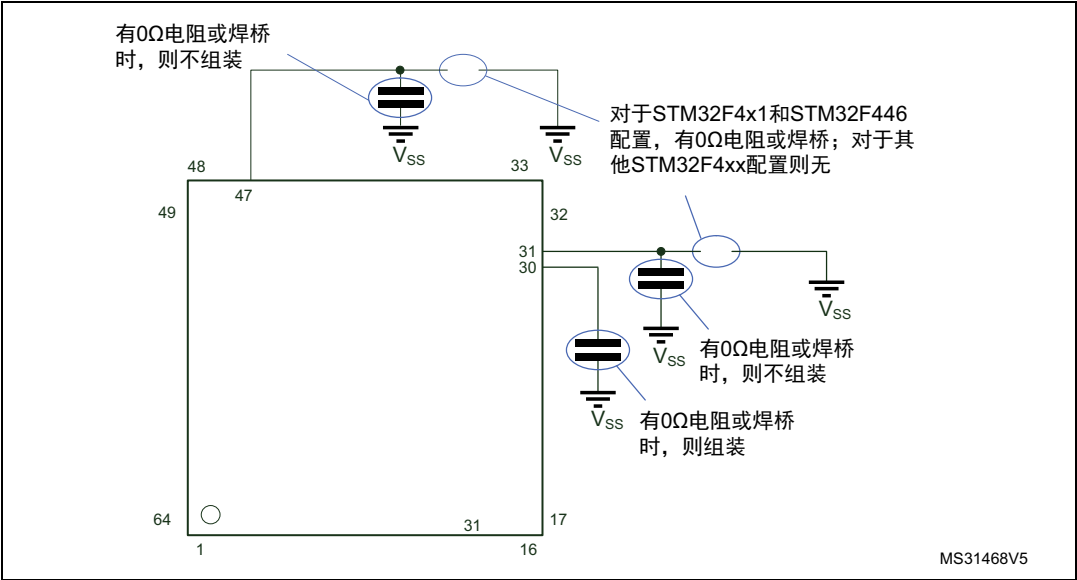 有0Ω电阻或焊桥
时，则不组装
对于STM32F4x1和STM32F446
配置，有0Ω电阻或焊桥；对于其
他STM32F4xx配置则无
VSS
VSS
48
33
47
49
32
31
30
VSS
VSS
有0Ω电阻或焊桥
时，则不组装
VSS
有0Ω电阻或焊桥
时，则组装
64
31
17
1
16
MS31468V5